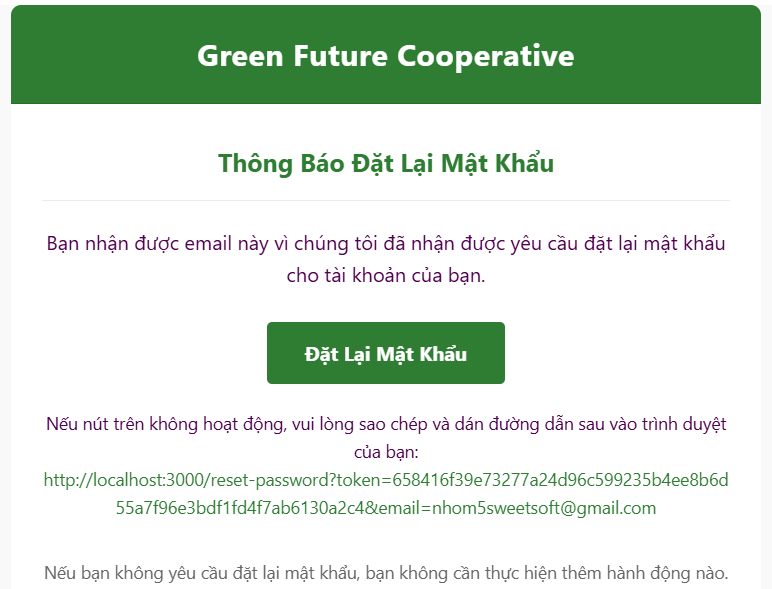 Green Future Cooperative
Thông Báo Đặt Lại Mật Khẩu
Bạn nhận được email này vì chúng tôi đã nhận được yêu cầu đặt lại mật khẩu
cho tài khoản của bạn.
Đặt Lại Mật Khẩu
Nếu nút trên không hoạt động, vui lòng sao chép và dán đường dẫn sau vào trình duyệt
của bạn:
http://localhost:3000/reset-password?token=658416f39e73277a24d96c599235b4ee8b6d
55a7f96e3bdf1fd4f7ab6130a2c4&email=nhom5sweetsoft@gmail.com
Nếu bạn không yêu cầu đặt lại mật khẩu, bạn không cần thực hiện thêm hành động nào.